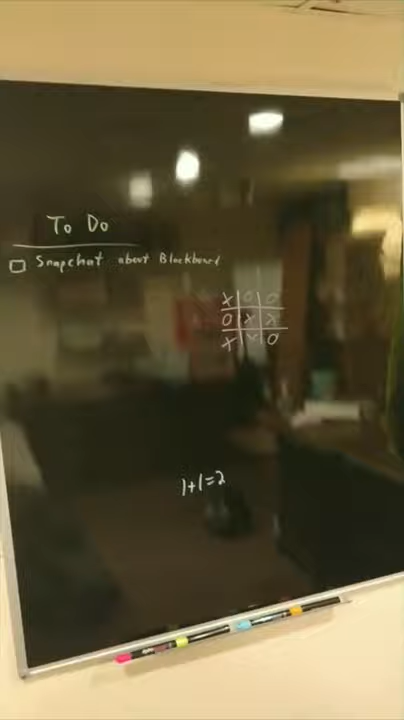 To Do
Snapchat about Blackboard
X O O
O X X
X X O
1+1=2